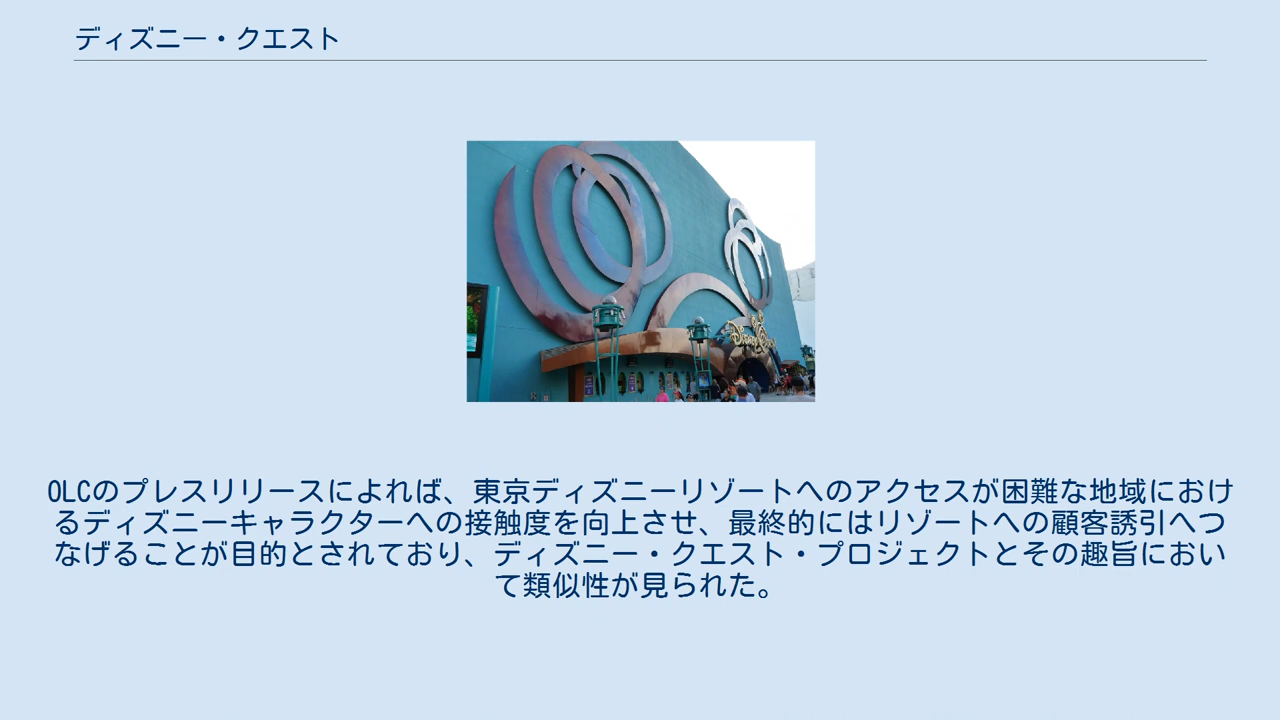 ディズニー・クエスト
Disney Quest
OLCのプレスリリースによれば、東京ディズニーリゾートへのアクセスが困難な地域におけ
るディズニーキャラクターへの接触度を向上させ、最終的にはリゾートへの顧客誘引へつ
なげることが目的とされており、ディズニー・クエスト・プロジェクトとその趣旨におい
て類似性が見られた。